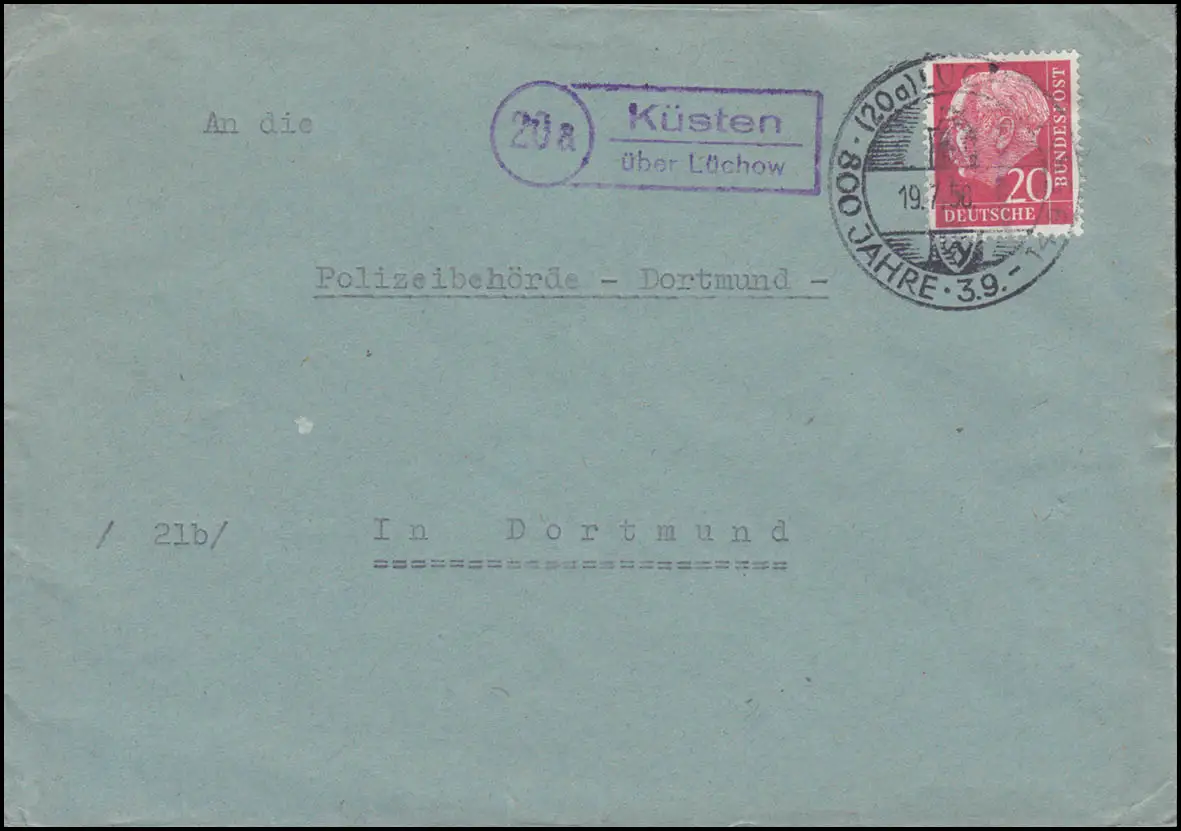 An die
20a
Küsten
über Lüchow
(20a)
800 JAHRE · 3.9. -
19.7.
20
DEUTSCHE
BUNDESPOST
Polizeibehörde - Dortmund -
/ 21b/ In Dortmund
======================